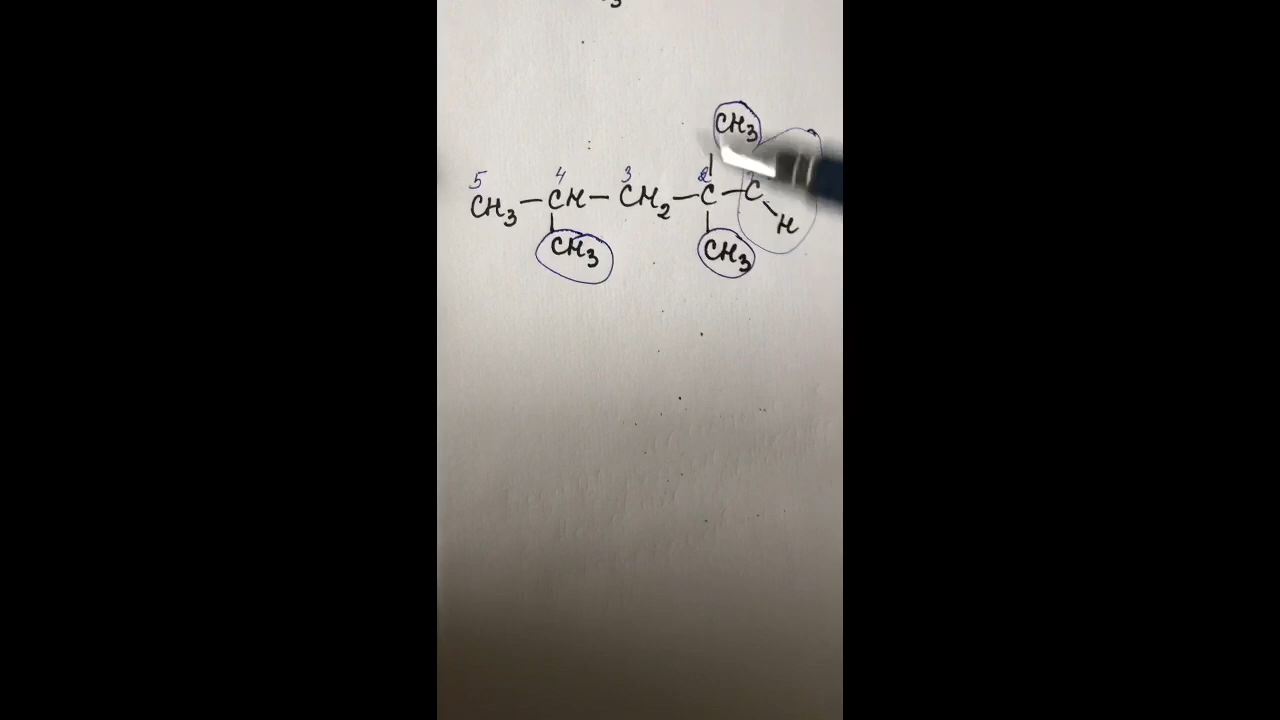 CH3
5 4 3 2
CH3 – CH – CH2 – C – C
H
CH3 CH3